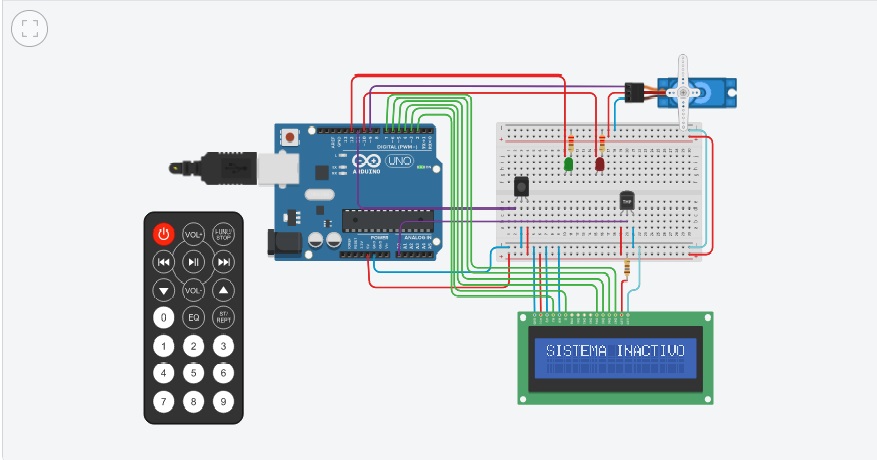 DIGITAL (PWM~)
UNO
ARDUINO
POWER
ANALOG IN
TMP
VOL+
FUNC/
STOP
VOL-
0
EQ
ST/
REPT
1
2
3
4
5
6
7
8
9
SISTEMA INACTIVO